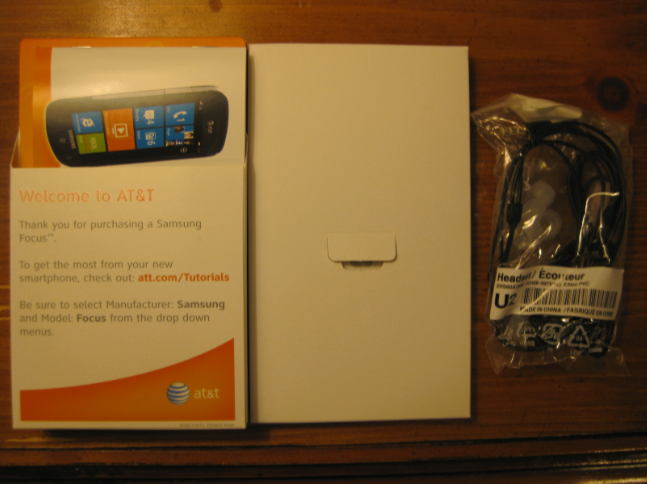 Welcome to AT&T
Thank you for purchasing a Samsung
Focus™.
To get the most from your new
smartphone, check out: att.com/Tutorials
Be sure to select Manufacturer: Samsung
and Model: Focus from the drop down
menus.
at&t
Headset/ Écouteur
U2
MADE IN CHINA / FABRIQUÉ EN CHINE